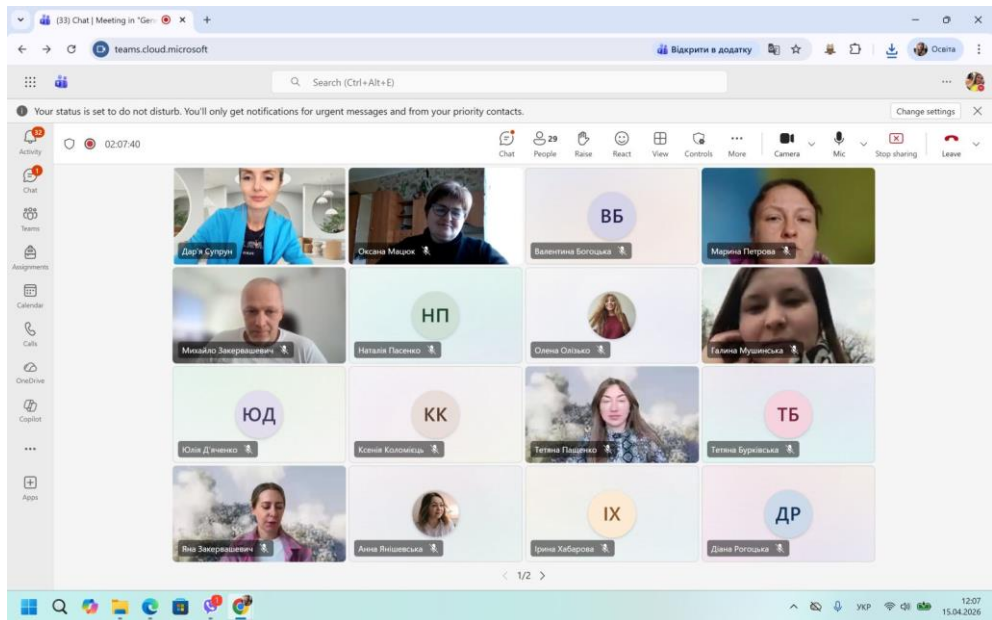 (33) Chat | Meeting in "Gen
teams.cloud.microsoft
Відкрити в додатку
Освіта
Search (Ctrl+Alt+E)
Your status is set to do not disturb. You'll only get notifications for urgent messages and from your priority contacts.
Change settings
32
Activity
1
Chat
Teams
Assignments
Calendar
Calls
OneDrive
Copilot
Apps
02:07:40
Chat
29
People
Raise
React
View
Controls
More
Camera
Mic
Stop sharing
Leave
Дар'я Супрун
Оксана Мацюк
ВБ
Валентина Богоцька
Марина Петрова
Михайло Закервашевич
НП
Наталія Пасенко
Олена Олізько
Галина Мушинська
ЮД
Юлія Д'яченко
КК
Ксенія Коломієць
Тетяна Пащенко
ТБ
Тетяна Бурківська
Яна Закервашевич
Анна Янішевська
ІХ
Ірина Хабарова
ДР
Діана Рогоцька
1/2
УКР
12:07
15.04.2026